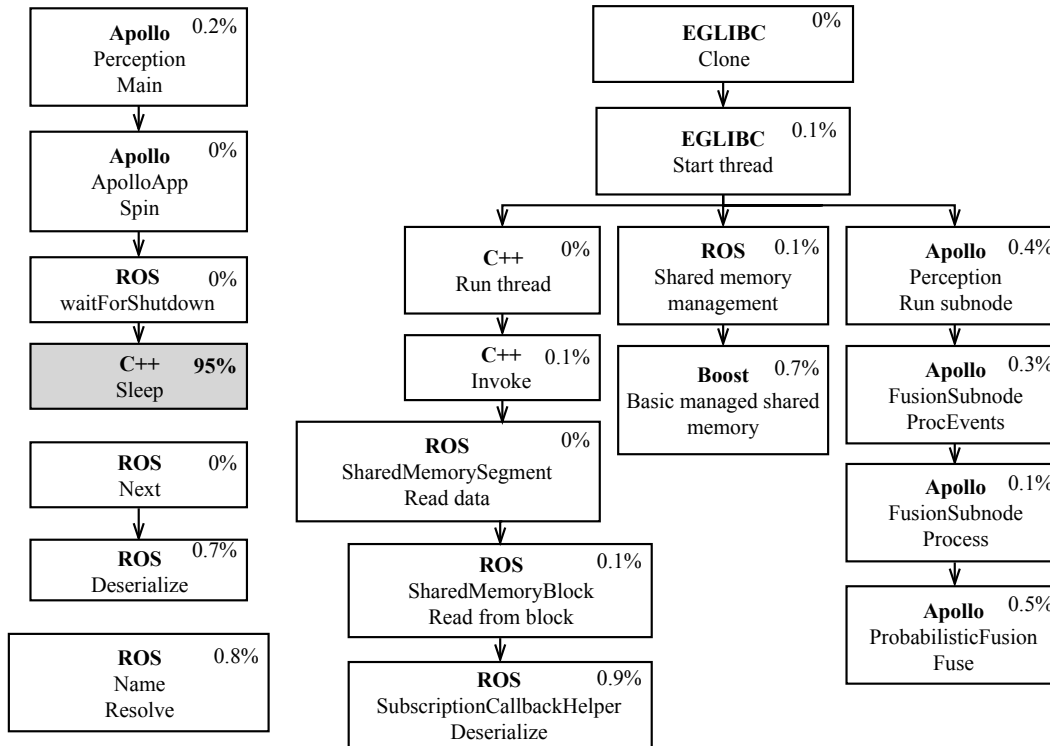 Apollo 0.2%
Perception
Main
Apollo 0%
ApolloApp
Spin
ROS 0%
waitForShutdown
C++ 95%
Sleep
ROS 0%
Next
ROS 0.7%
Deserialize
ROS 0.8%
Name
Resolve
EGLIBC 0%
Clone
EGLIBC 0.1%
Start thread
C++ 0%
Run thread
C++ 0.1%
Invoke
ROS 0%
SharedMemorySegment
Read data
ROS 0.1%
SharedMemoryBlock
Read from block
ROS 0.9%
SubscriptionCallbackHelper
Deserialize
ROS 0.1%
Shared memory
management
Boost 0.7%
Basic managed shared
memory
Apollo 0.4%
Perception
Run subnode
Apollo 0.3%
FusionSubnode
ProcEvents
Apollo 0.1%
FusionSubnode
Process
Apollo 0.5%
ProbabilisticFusion
Fuse